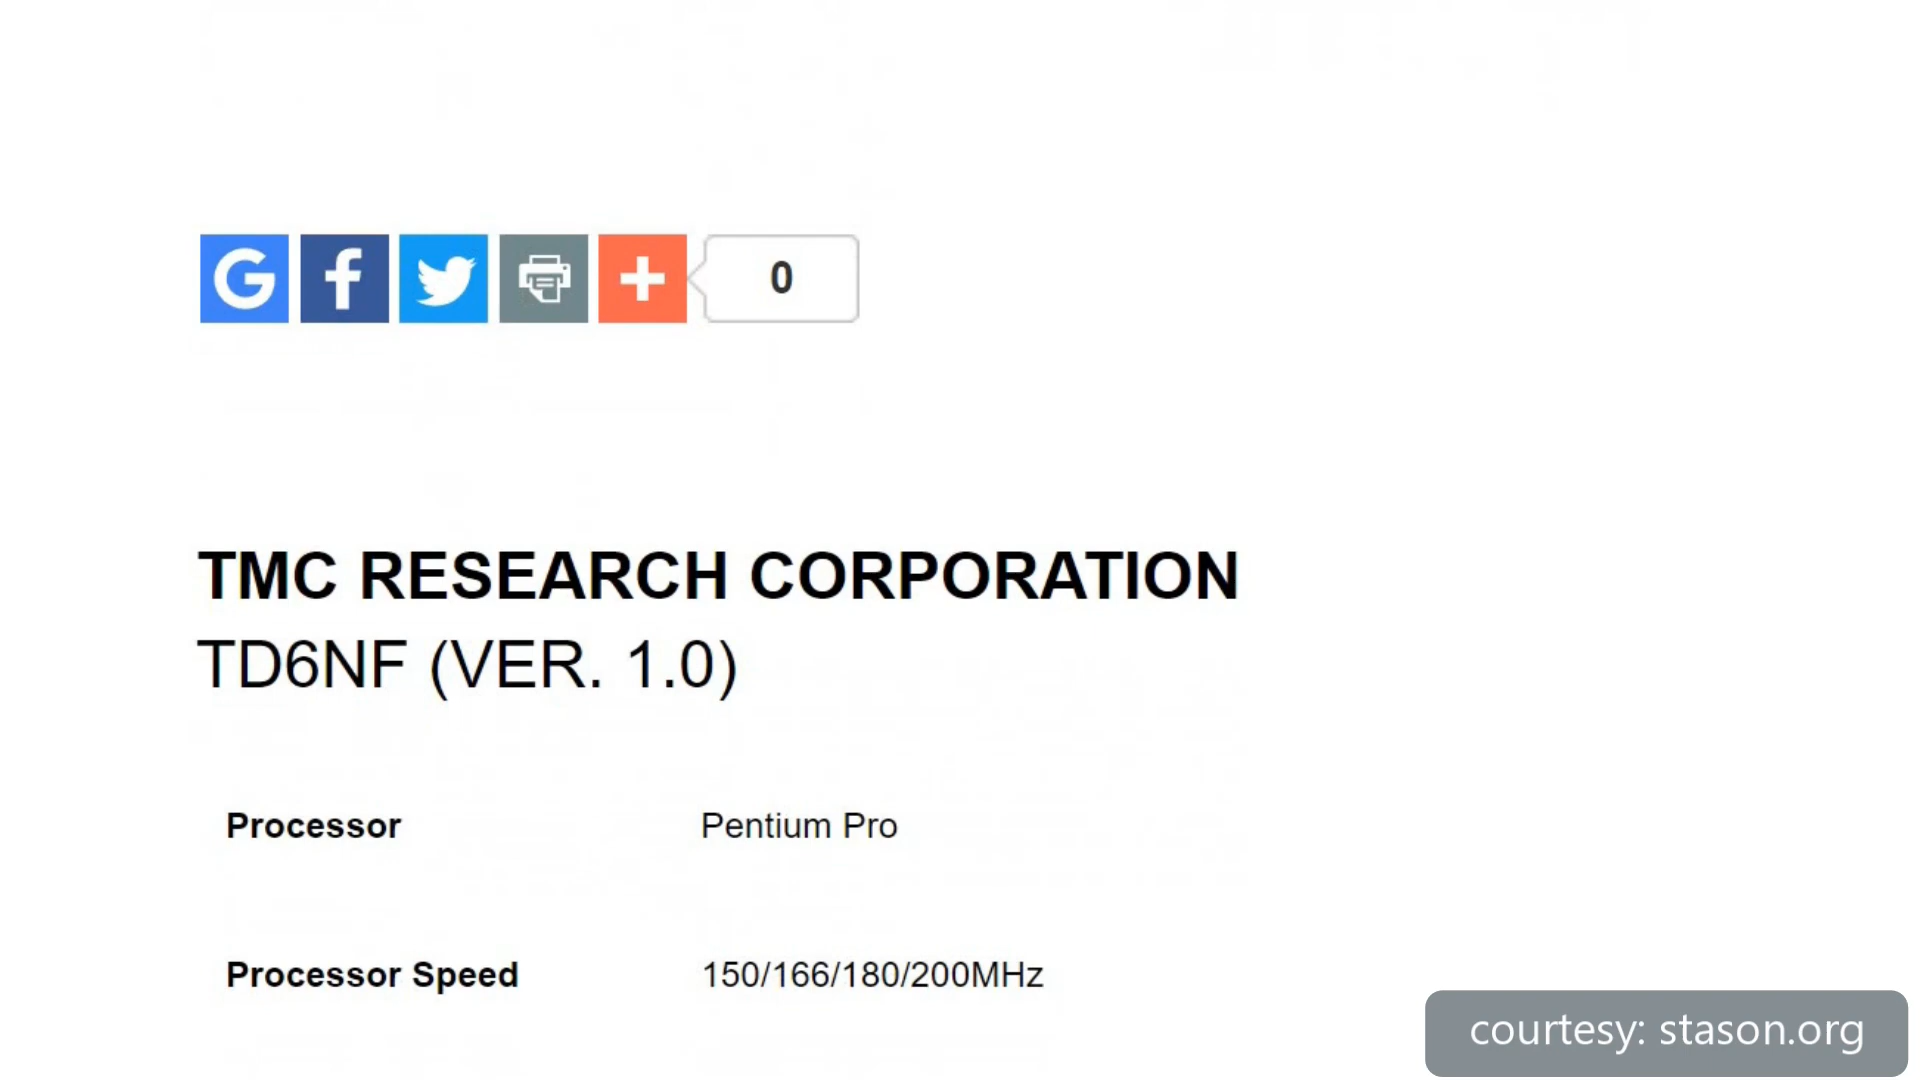 0
TMC RESEARCH CORPORATION
TD6NF (VER. 1.0)
Processor Pentium Pro
Processor Speed 150/166/180/200MHz
courtesy: stason.org